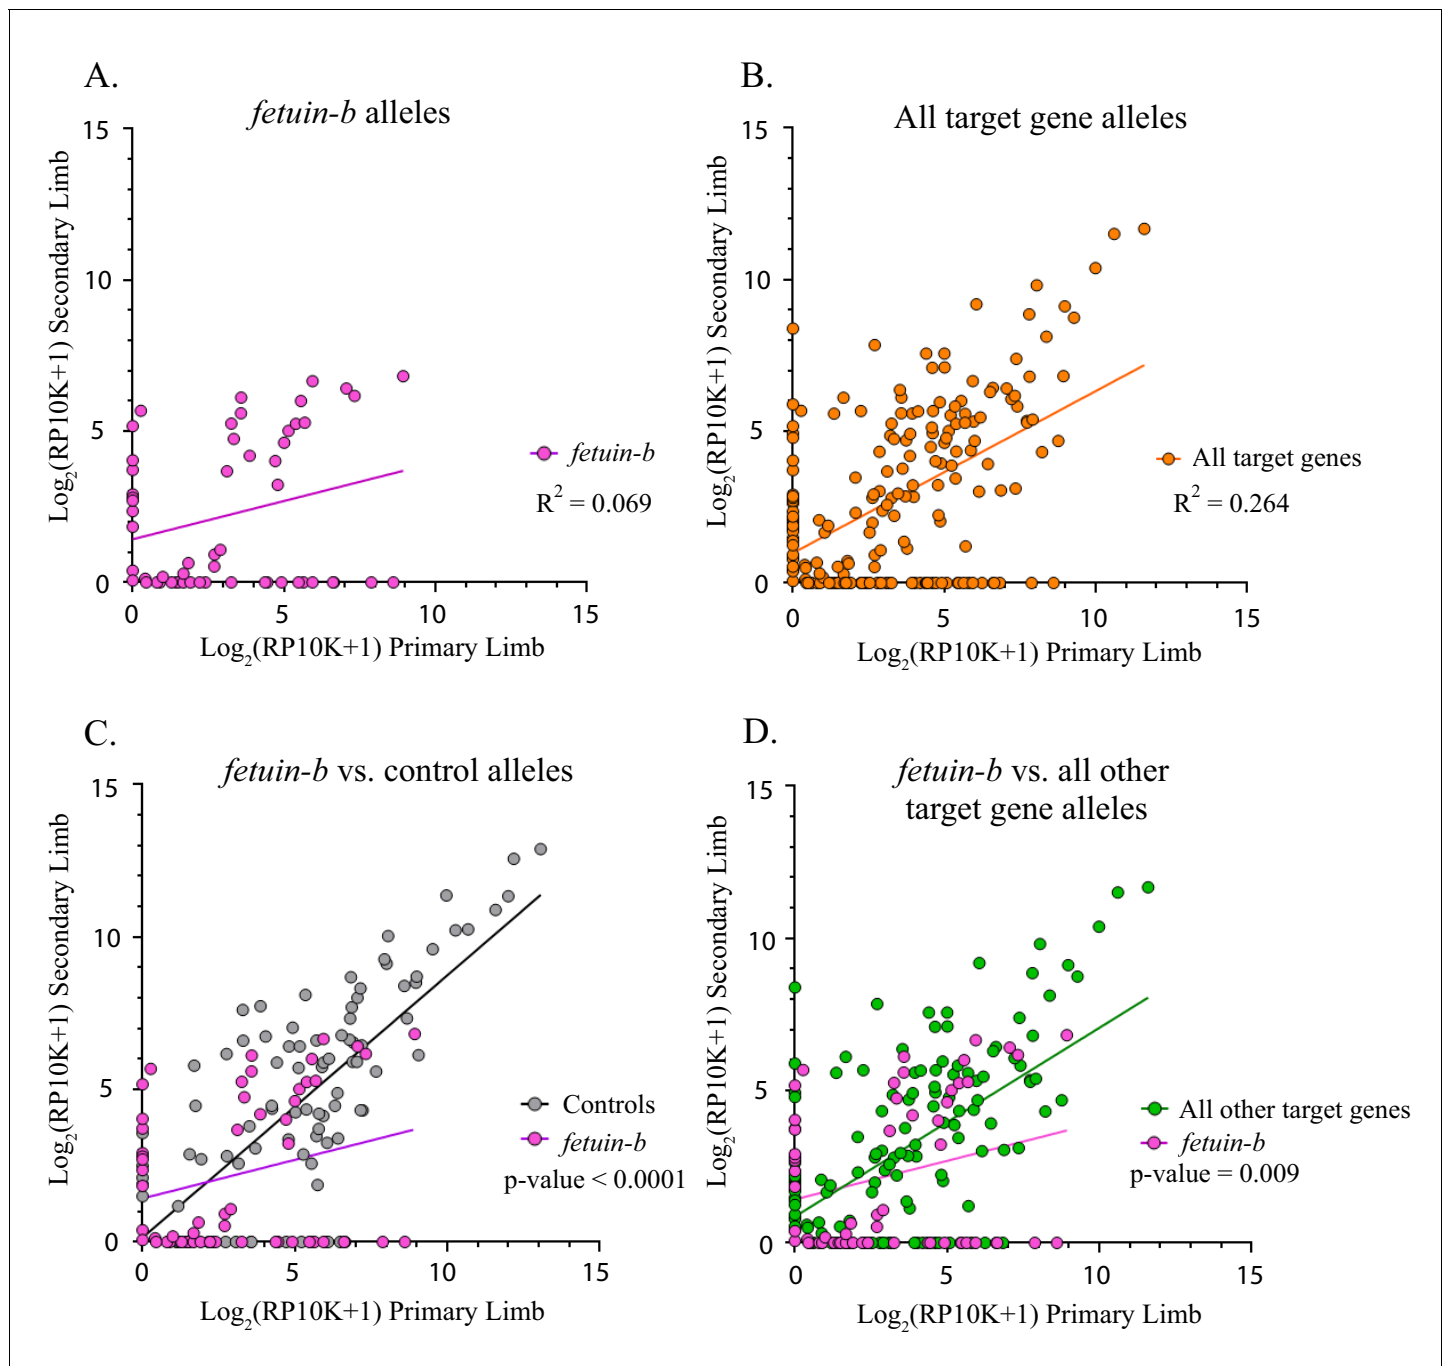 A.
fetuin-b alleles
15
10
5
0
Log2(RP10K+1) Secondary Limb
fetuin-b
R2 = 0.069
0 5 10 15
Log2(RP10K+1) Primary Limb
B.
All target gene alleles
15
10
5
0
Log2(RP10K+1) Secondary Limb
All target genes
R2 = 0.264
0 5 10 15
Log2(RP10K+1) Primary Limb
C.
fetuin-b vs. control alleles
15
10
5
0
Log2(RP10K+1) Secondary Limb
Controls
fetuin-b
p-value < 0.0001
0 5 10 15
Log2(RP10K+1) Primary Limb
D.
fetuin-b vs. all other
target gene alleles
15
10
5
0
Log2(RP10K+1) Secondary Limb
All other target genes
fetuin-b
p-value = 0.009
0 5 10 15
Log2(RP10K+1) Primary Limb